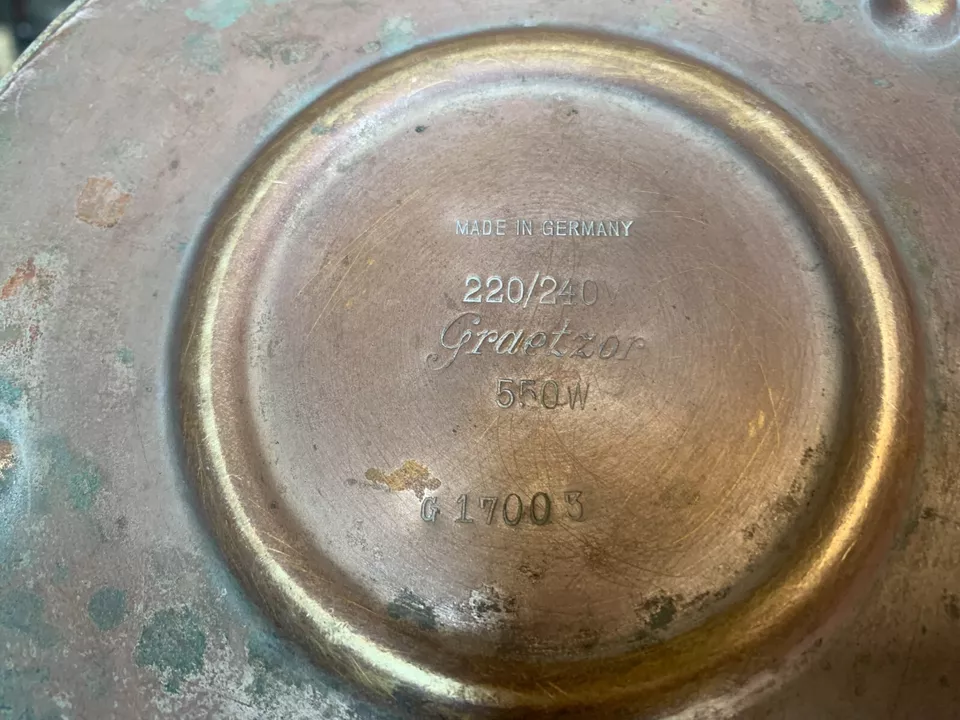 MADE IN GERMANY
220/240V
Graetzor
550W
G 17003